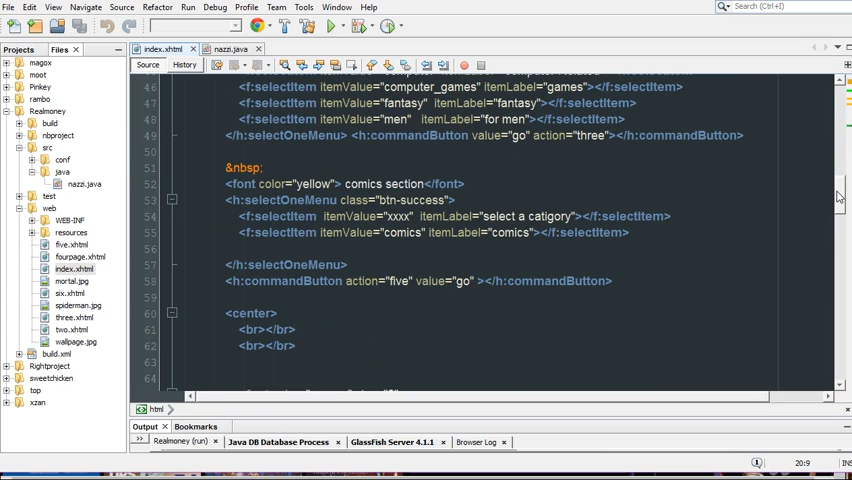 File Edit View Navigate Source Refactor Run Debug Profile Team Tools Window Help
Search (Ctrl+I)
Projects Files
index.xhtml nazzi.java
Source History
magox
moot
Pinkey
rambo
Realmoney
build
nbproject
src
conf
java
nazzi.java
test
web
WEB-INF
resources
five.xhtml
fourpage.xhtml
index.xhtml
mortal.jpg
six.xhtml
spiderman.jpg
three.xhtml
two.xhtml
wallpage.jpg
build.xml
Rightproject
sweetchicken
top
xzan
46 <f:selectItem itemValue="computer_games" itemLabel="games"></f:selectItem>
47 <f:selectItem itemValue="fantasy" itemLabel="fantasy"></f:selectItem>
48 <f:selectItem itemValue="men" itemLabel="for men"></f:selectItem>
49 </h:selectOneMenu> <h:commandButton value="go" action="three"></h:commandButton>
50
51 &nbsp;
52 <font color="yellow"> comics section</font>
53 <h:selectOneMenu class="btn-success">
54 <f:selectItem itemValue="xxxx" itemLabel="select a catigory"></f:selectItem>
55 <f:selectItem itemValue="comics" itemLabel="comics"></f:selectItem>
56
57 </h:selectOneMenu>
58 <h:commandButton action="five" value="go" ></h:commandButton>
59
60 <center>
61 <br></br>
62 <br></br>
63
64
html
Output Bookmarks
Realmoney (run) Java DB Database Process GlassFish Server 4.1.1 Browser Log
1 20:9 INS